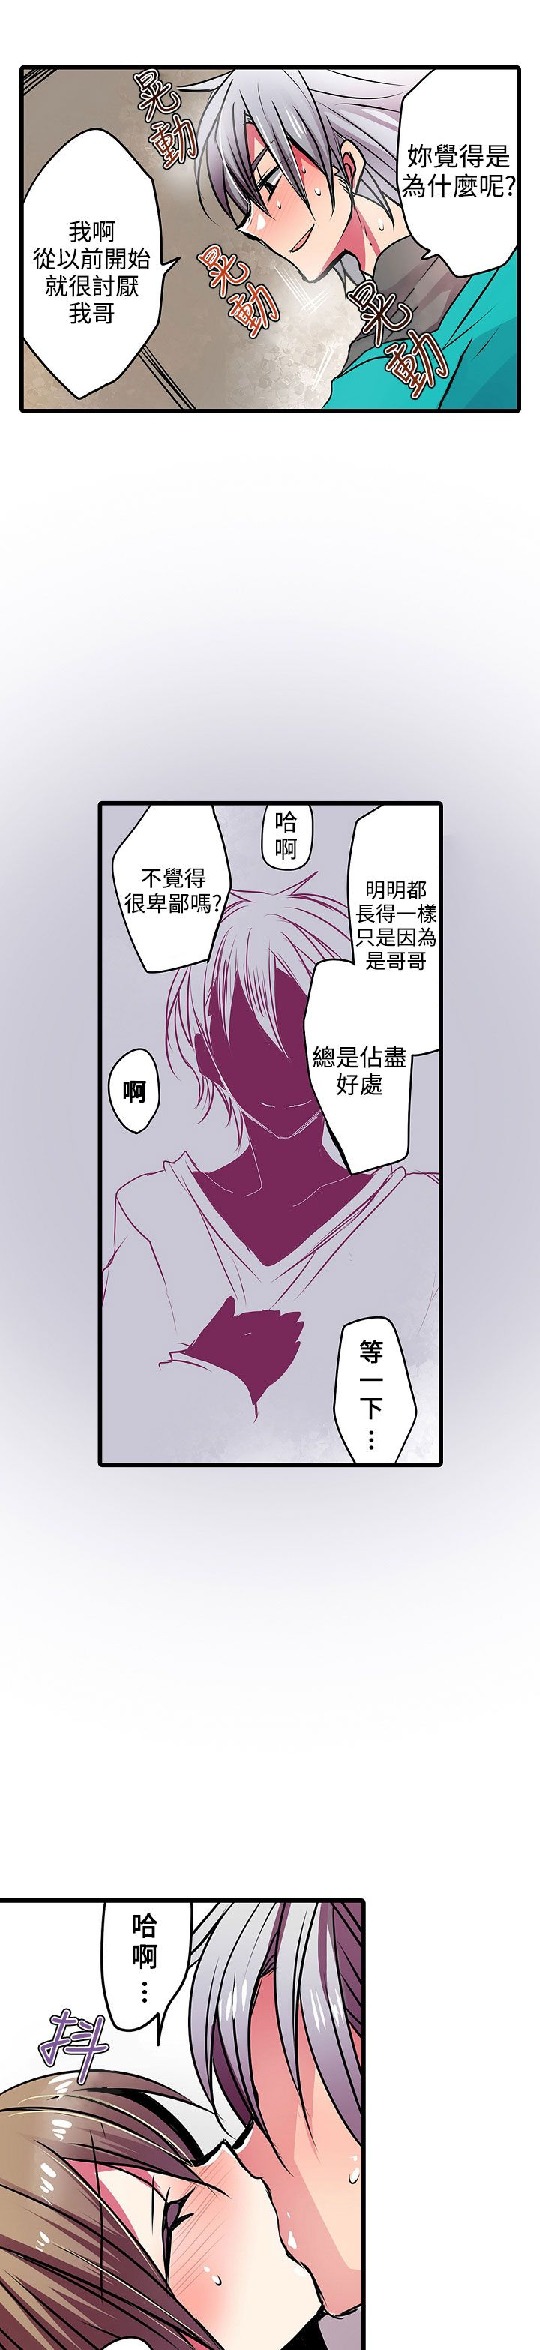 妳覺得是
為什麼呢?
我啊
從以前開始
就很討厭
我哥
晃動
晃動
晃動
明明都
長得一樣
只是因為
是哥哥
總是佔盡
好處
哈啊
不覺得
很卑鄙嗎?
啊
等一下…
哈啊…
抖